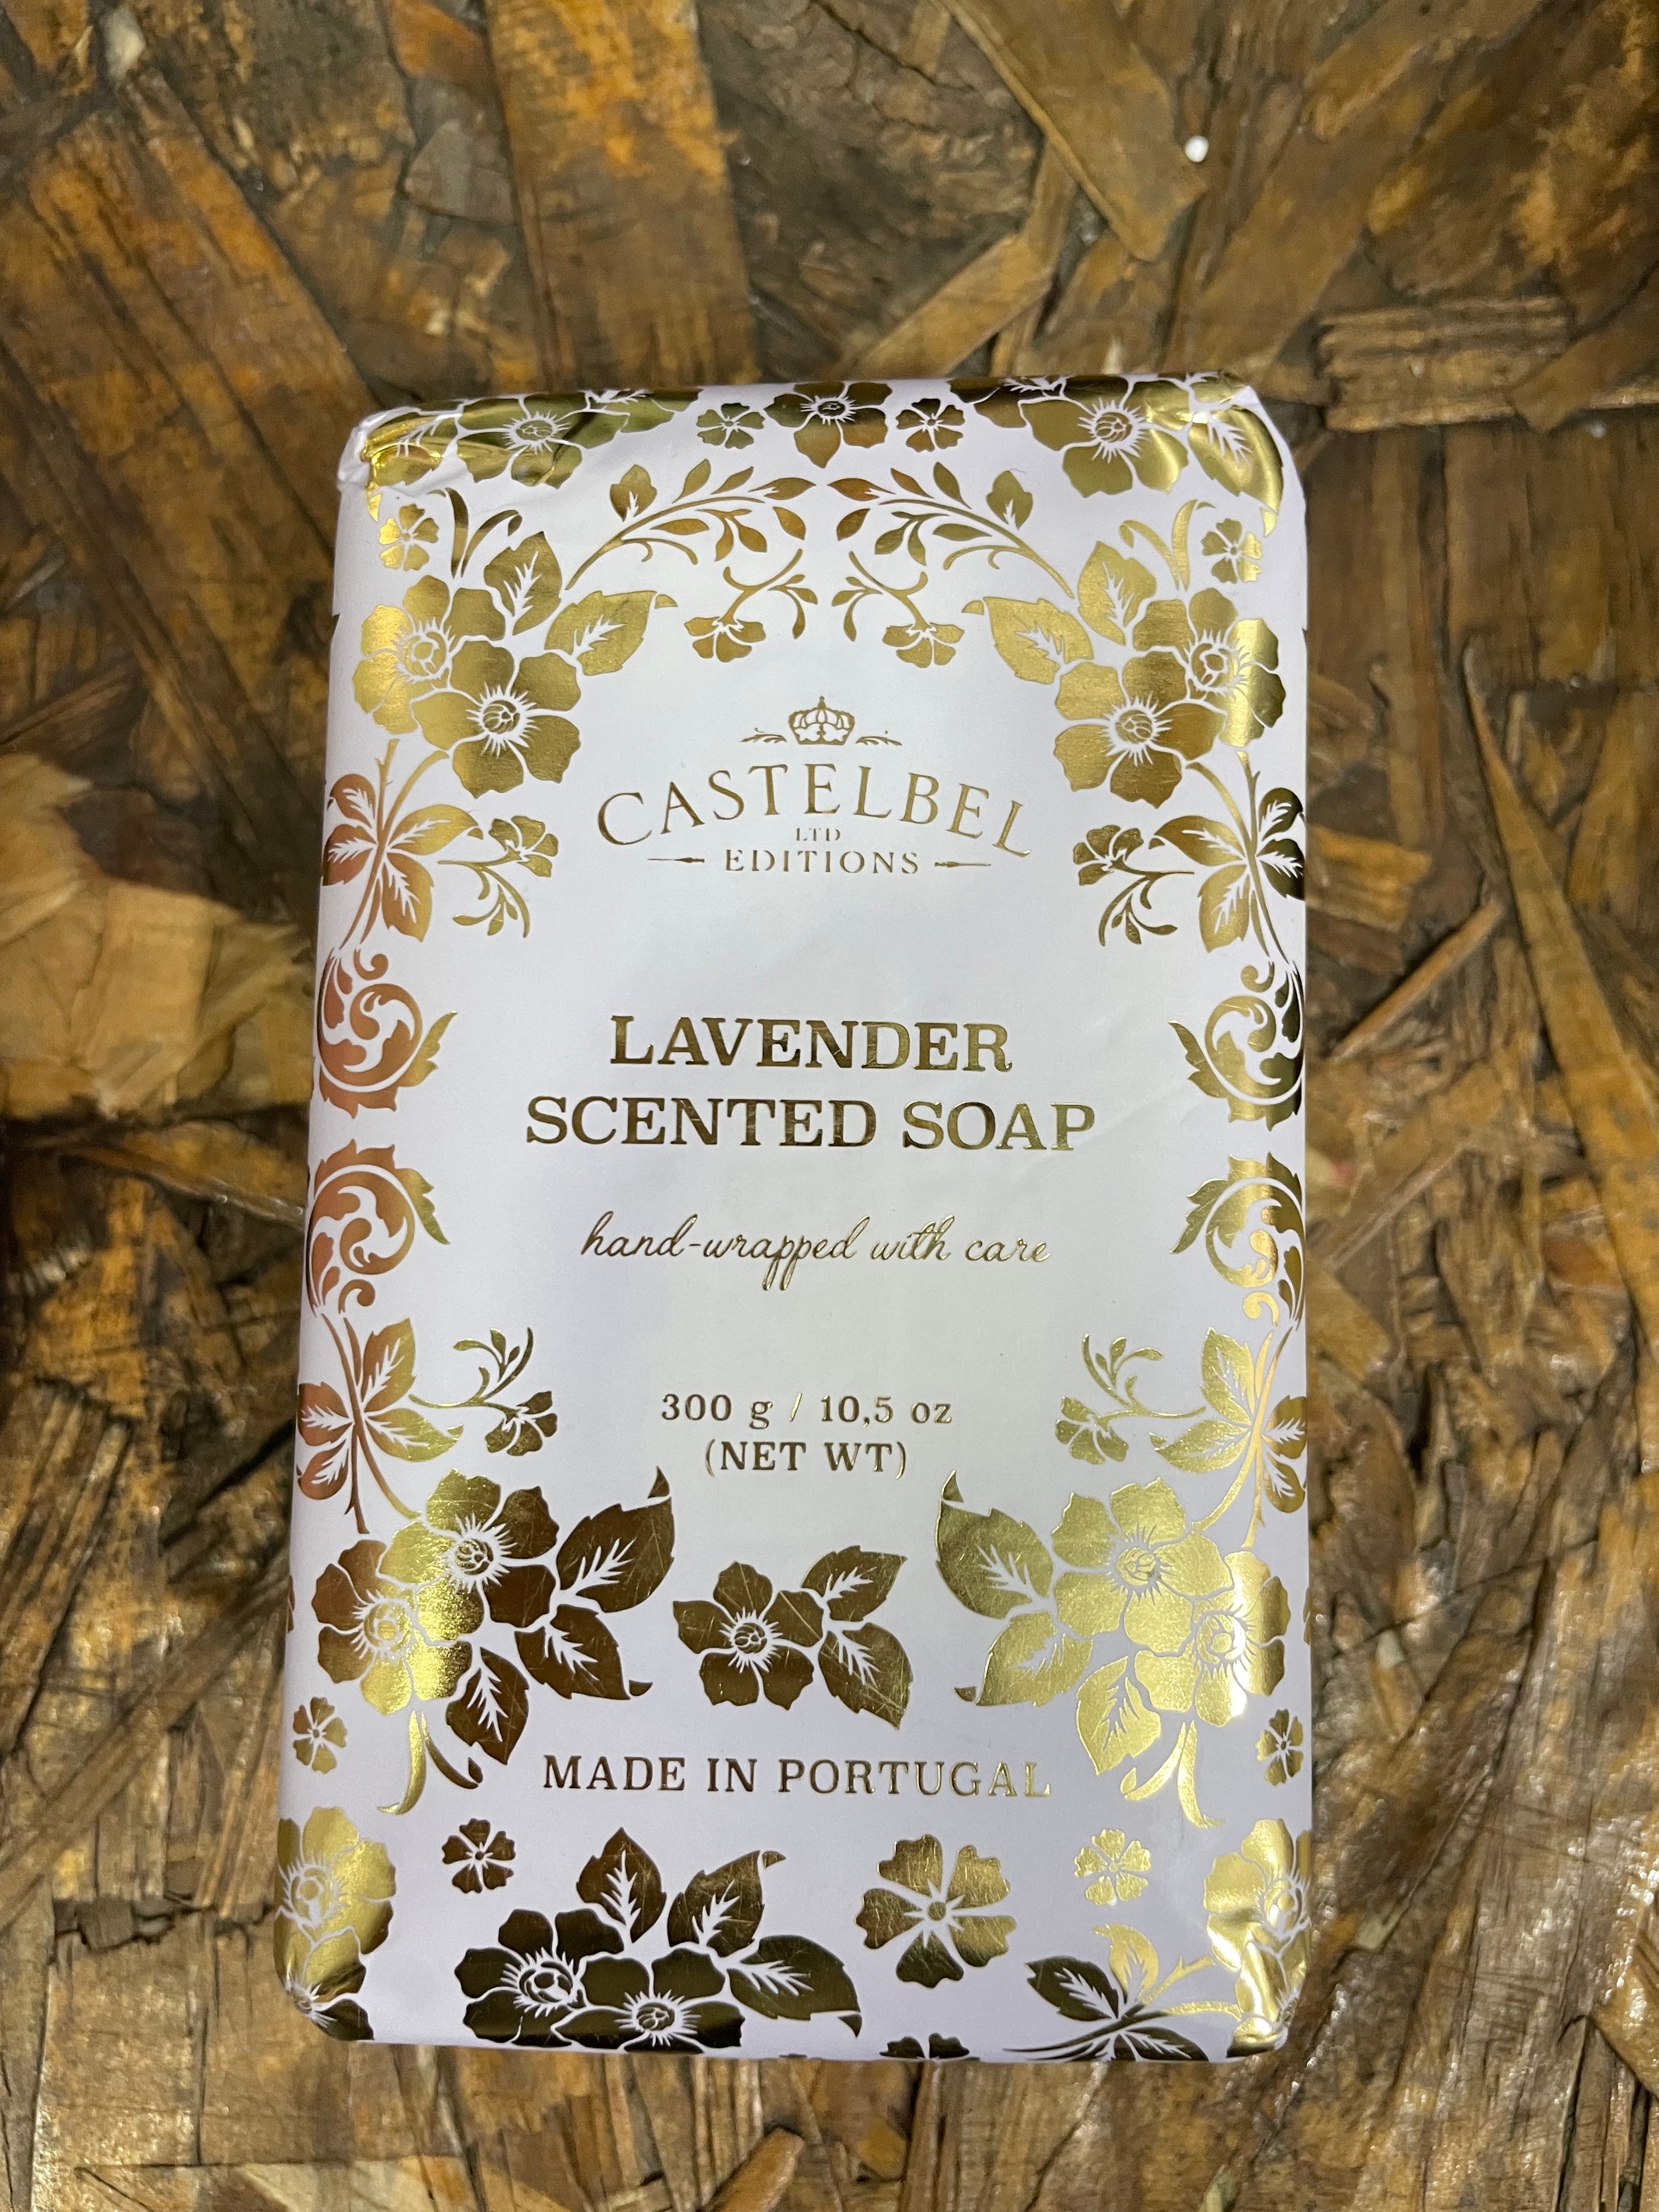 CASTELBEL
LTD
EDITIONS
LAVENDER
SCENTED SOAP
hand-wrapped with care
300 g / 10,5 oz
(NET WT)
MADE IN PORTUGAL